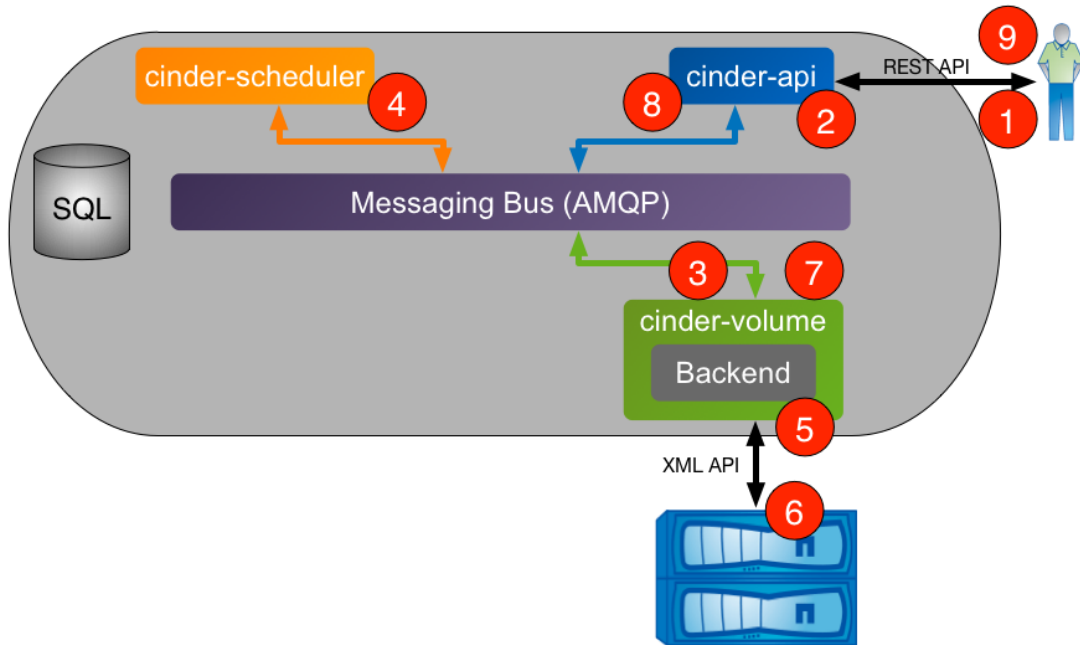 cinder-scheduler
4
8
cinder-api
2
REST API
9
1
SQL
Messaging Bus (AMQP)
3
7
cinder-volume
Backend
5
XML API
6